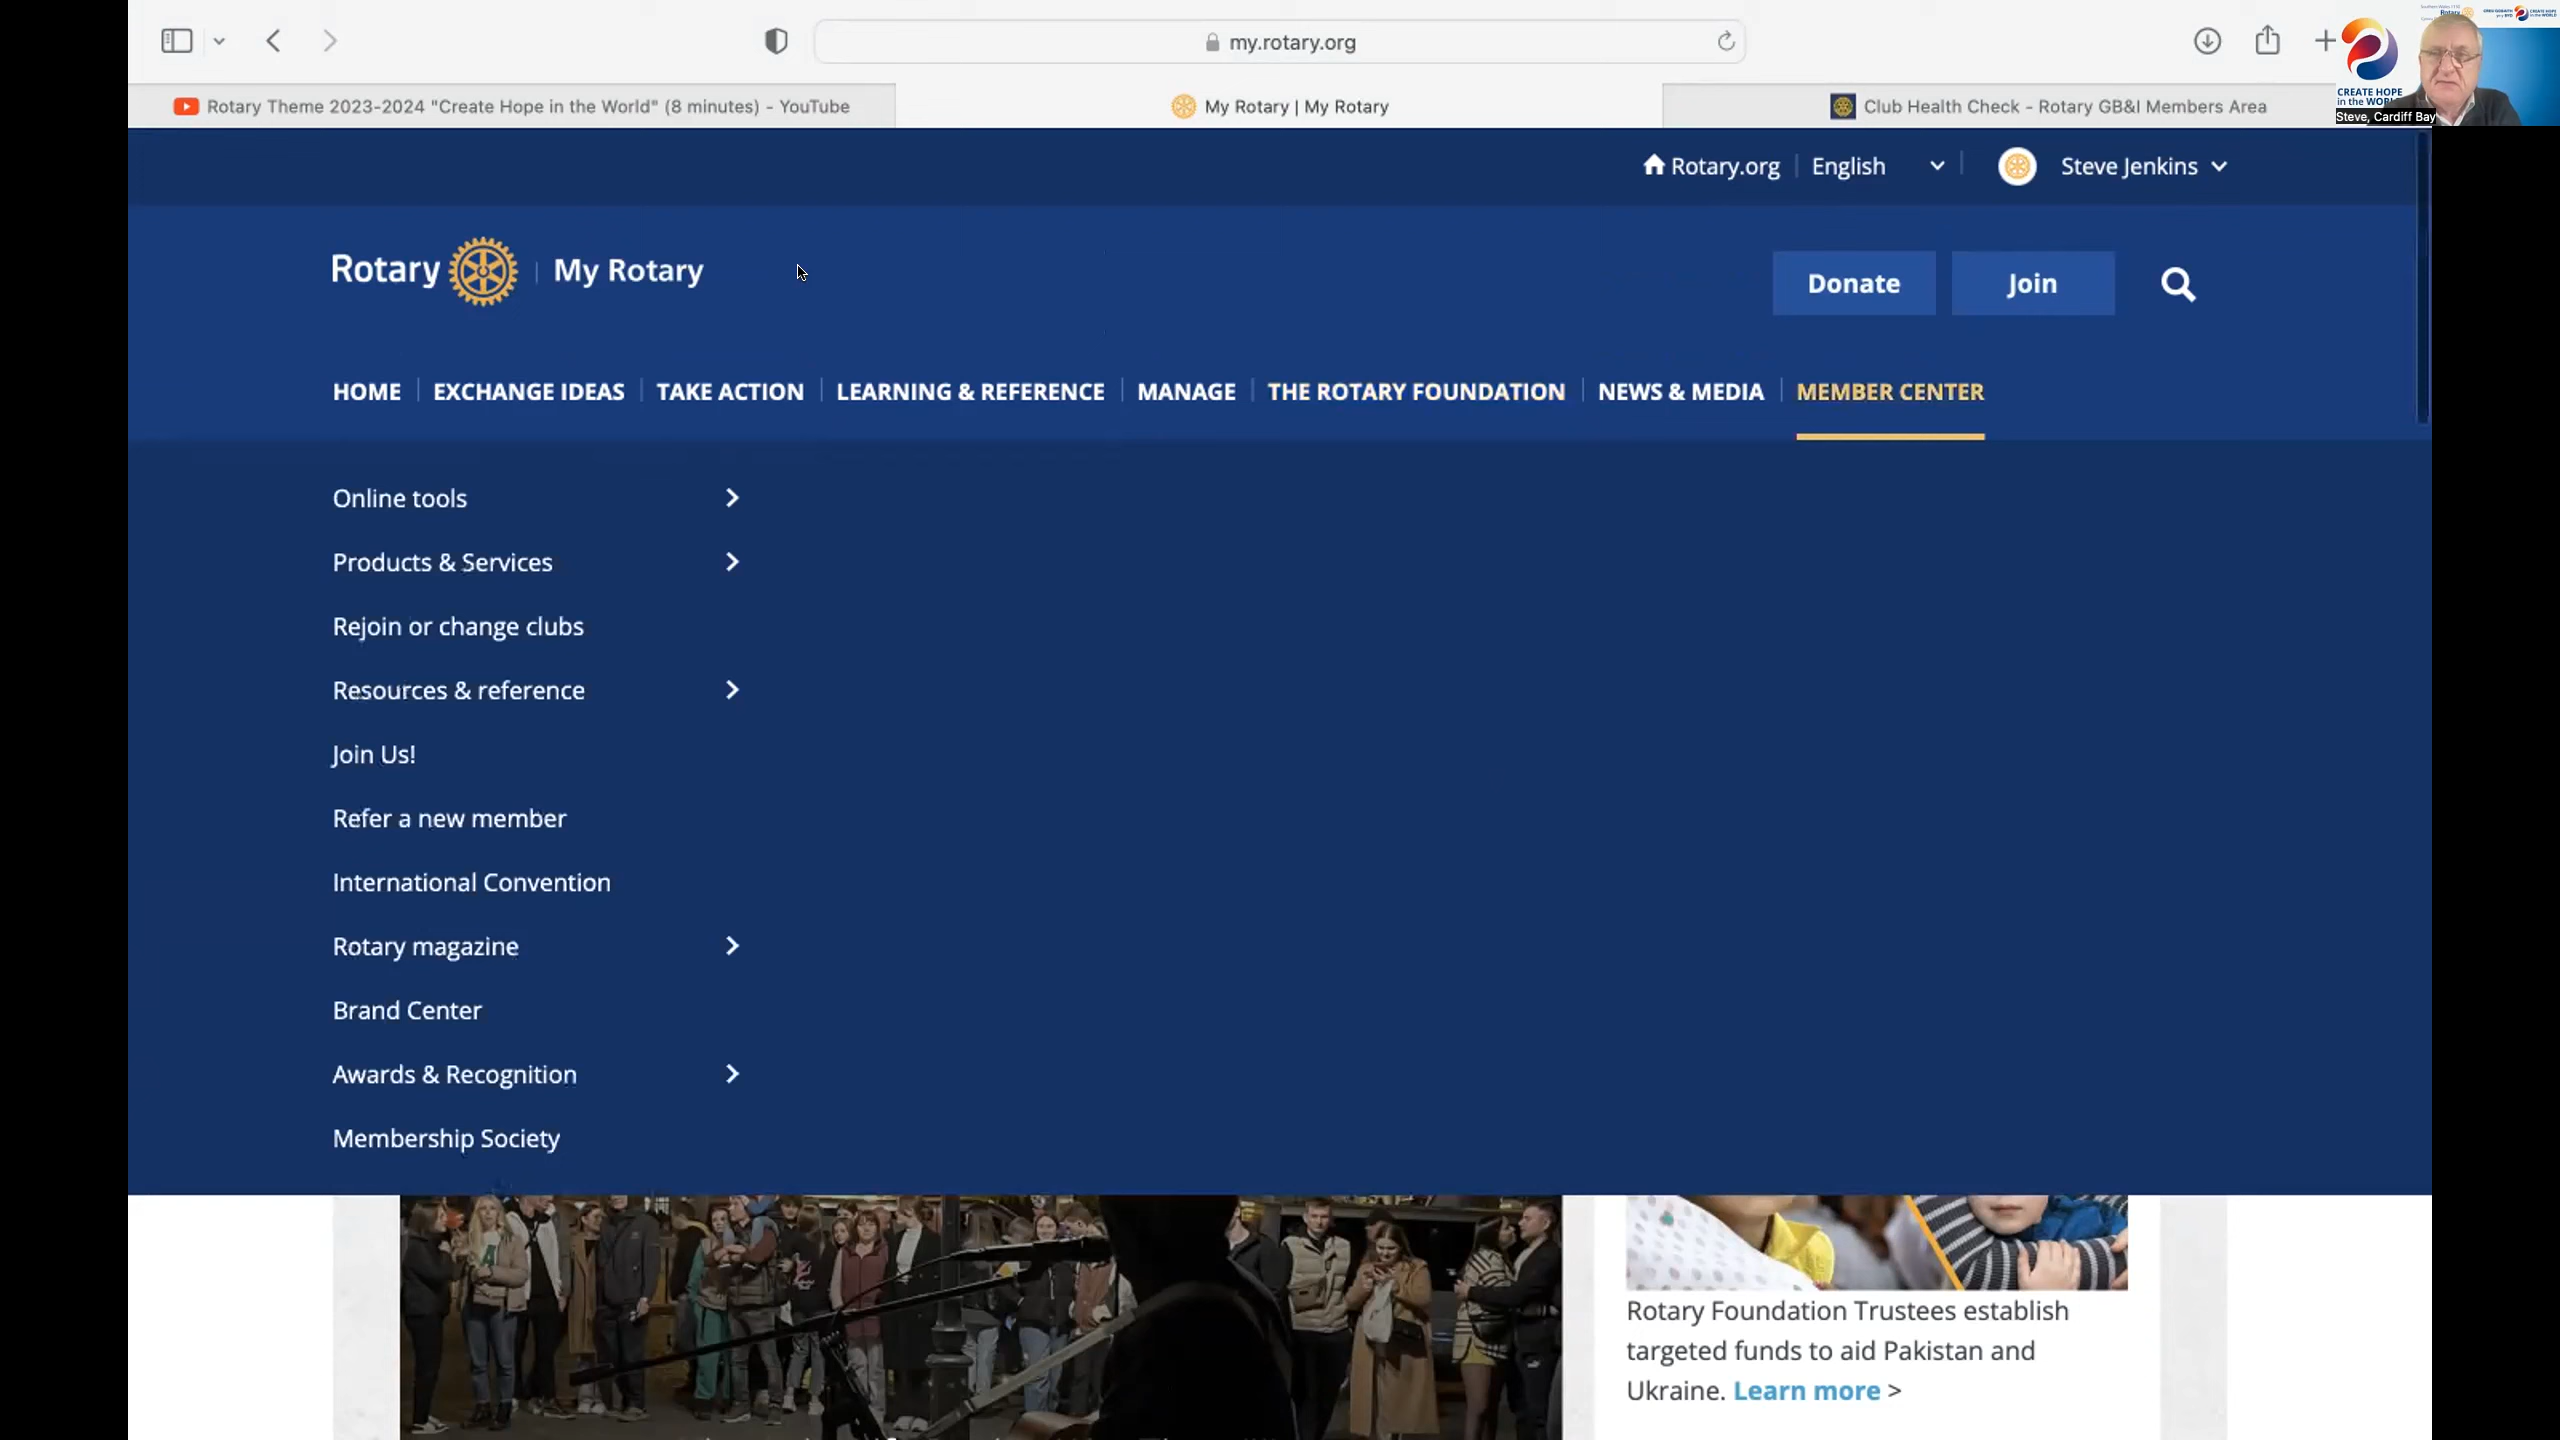 my.rotary.org
Rotary Theme 2023-2024 "Create Hope in the World" (8 minutes) - YouTube
My Rotary | My Rotary
Club Health Check - Rotary GB&I Members Area
CREATE HOPE
in the
Steve, Cardiff Bay
Rotary.org
English
Steve Jenkins
Rotary
My Rotary
Donate
Join
HOME
EXCHANGE IDEAS
TAKE ACTION
LEARNING & REFERENCE
MANAGE
THE ROTARY FOUNDATION
NEWS & MEDIA
MEMBER CENTER
Online tools
Products & Services
Rejoin or change clubs
Resources & reference
Join Us!
Refer a new member
International Convention
Rotary magazine
Brand Center
Awards & Recognition
Membership Society
Rotary Foundation Trustees establish
targeted funds to aid Pakistan and
Ukraine. Learn more >